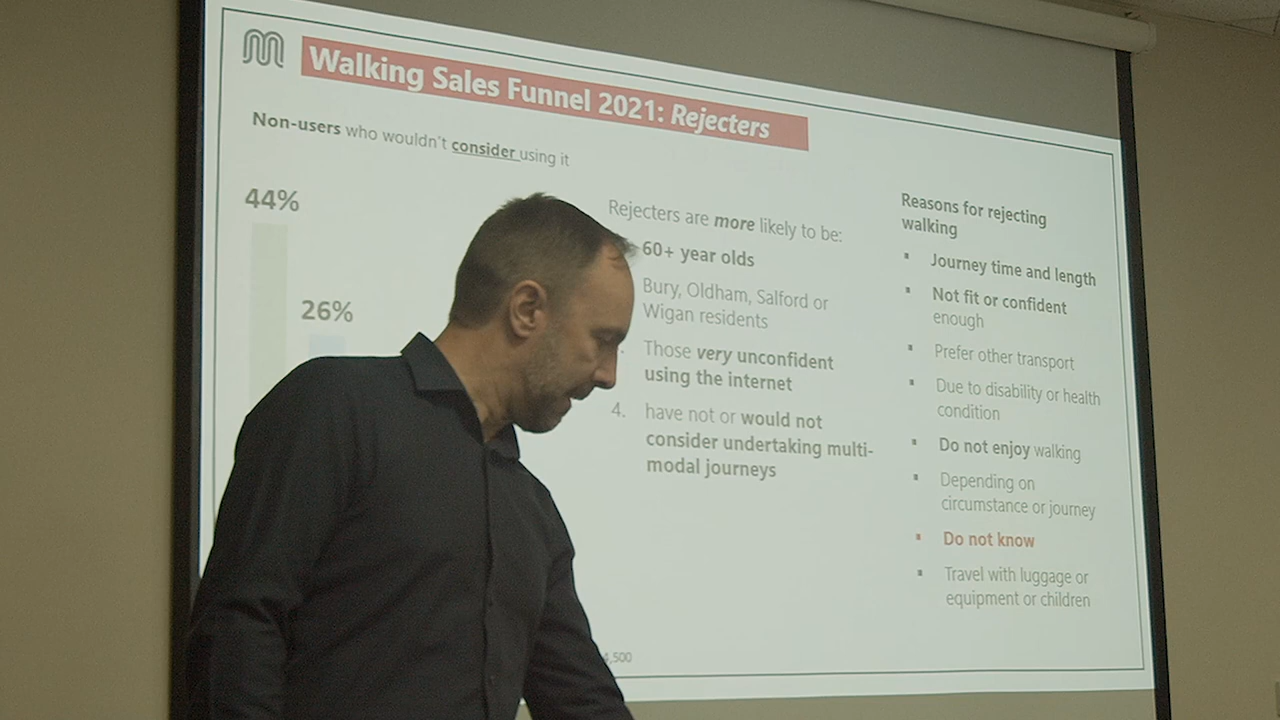 Walking Sales Funnel 2021: Rejecters
Non-users who wouldn't consider using it
44%
26%
Rejecters are more likely to be:
60+ year olds
Bury, Oldham, Salford or
Wigan residents
Those very unconfident
using the internet
4. have not or would not
consider undertaking multi-
modal journeys
Reasons for rejecting
walking
▪ Journey time and length
▪ Not fit or confident
enough
▪ Prefer other transport
▪ Due to disability or health
condition
▪ Do not enjoy walking
▪ Depending on
circumstance or journey
▪ Do not know
▪ Travel with luggage or
equipment or children